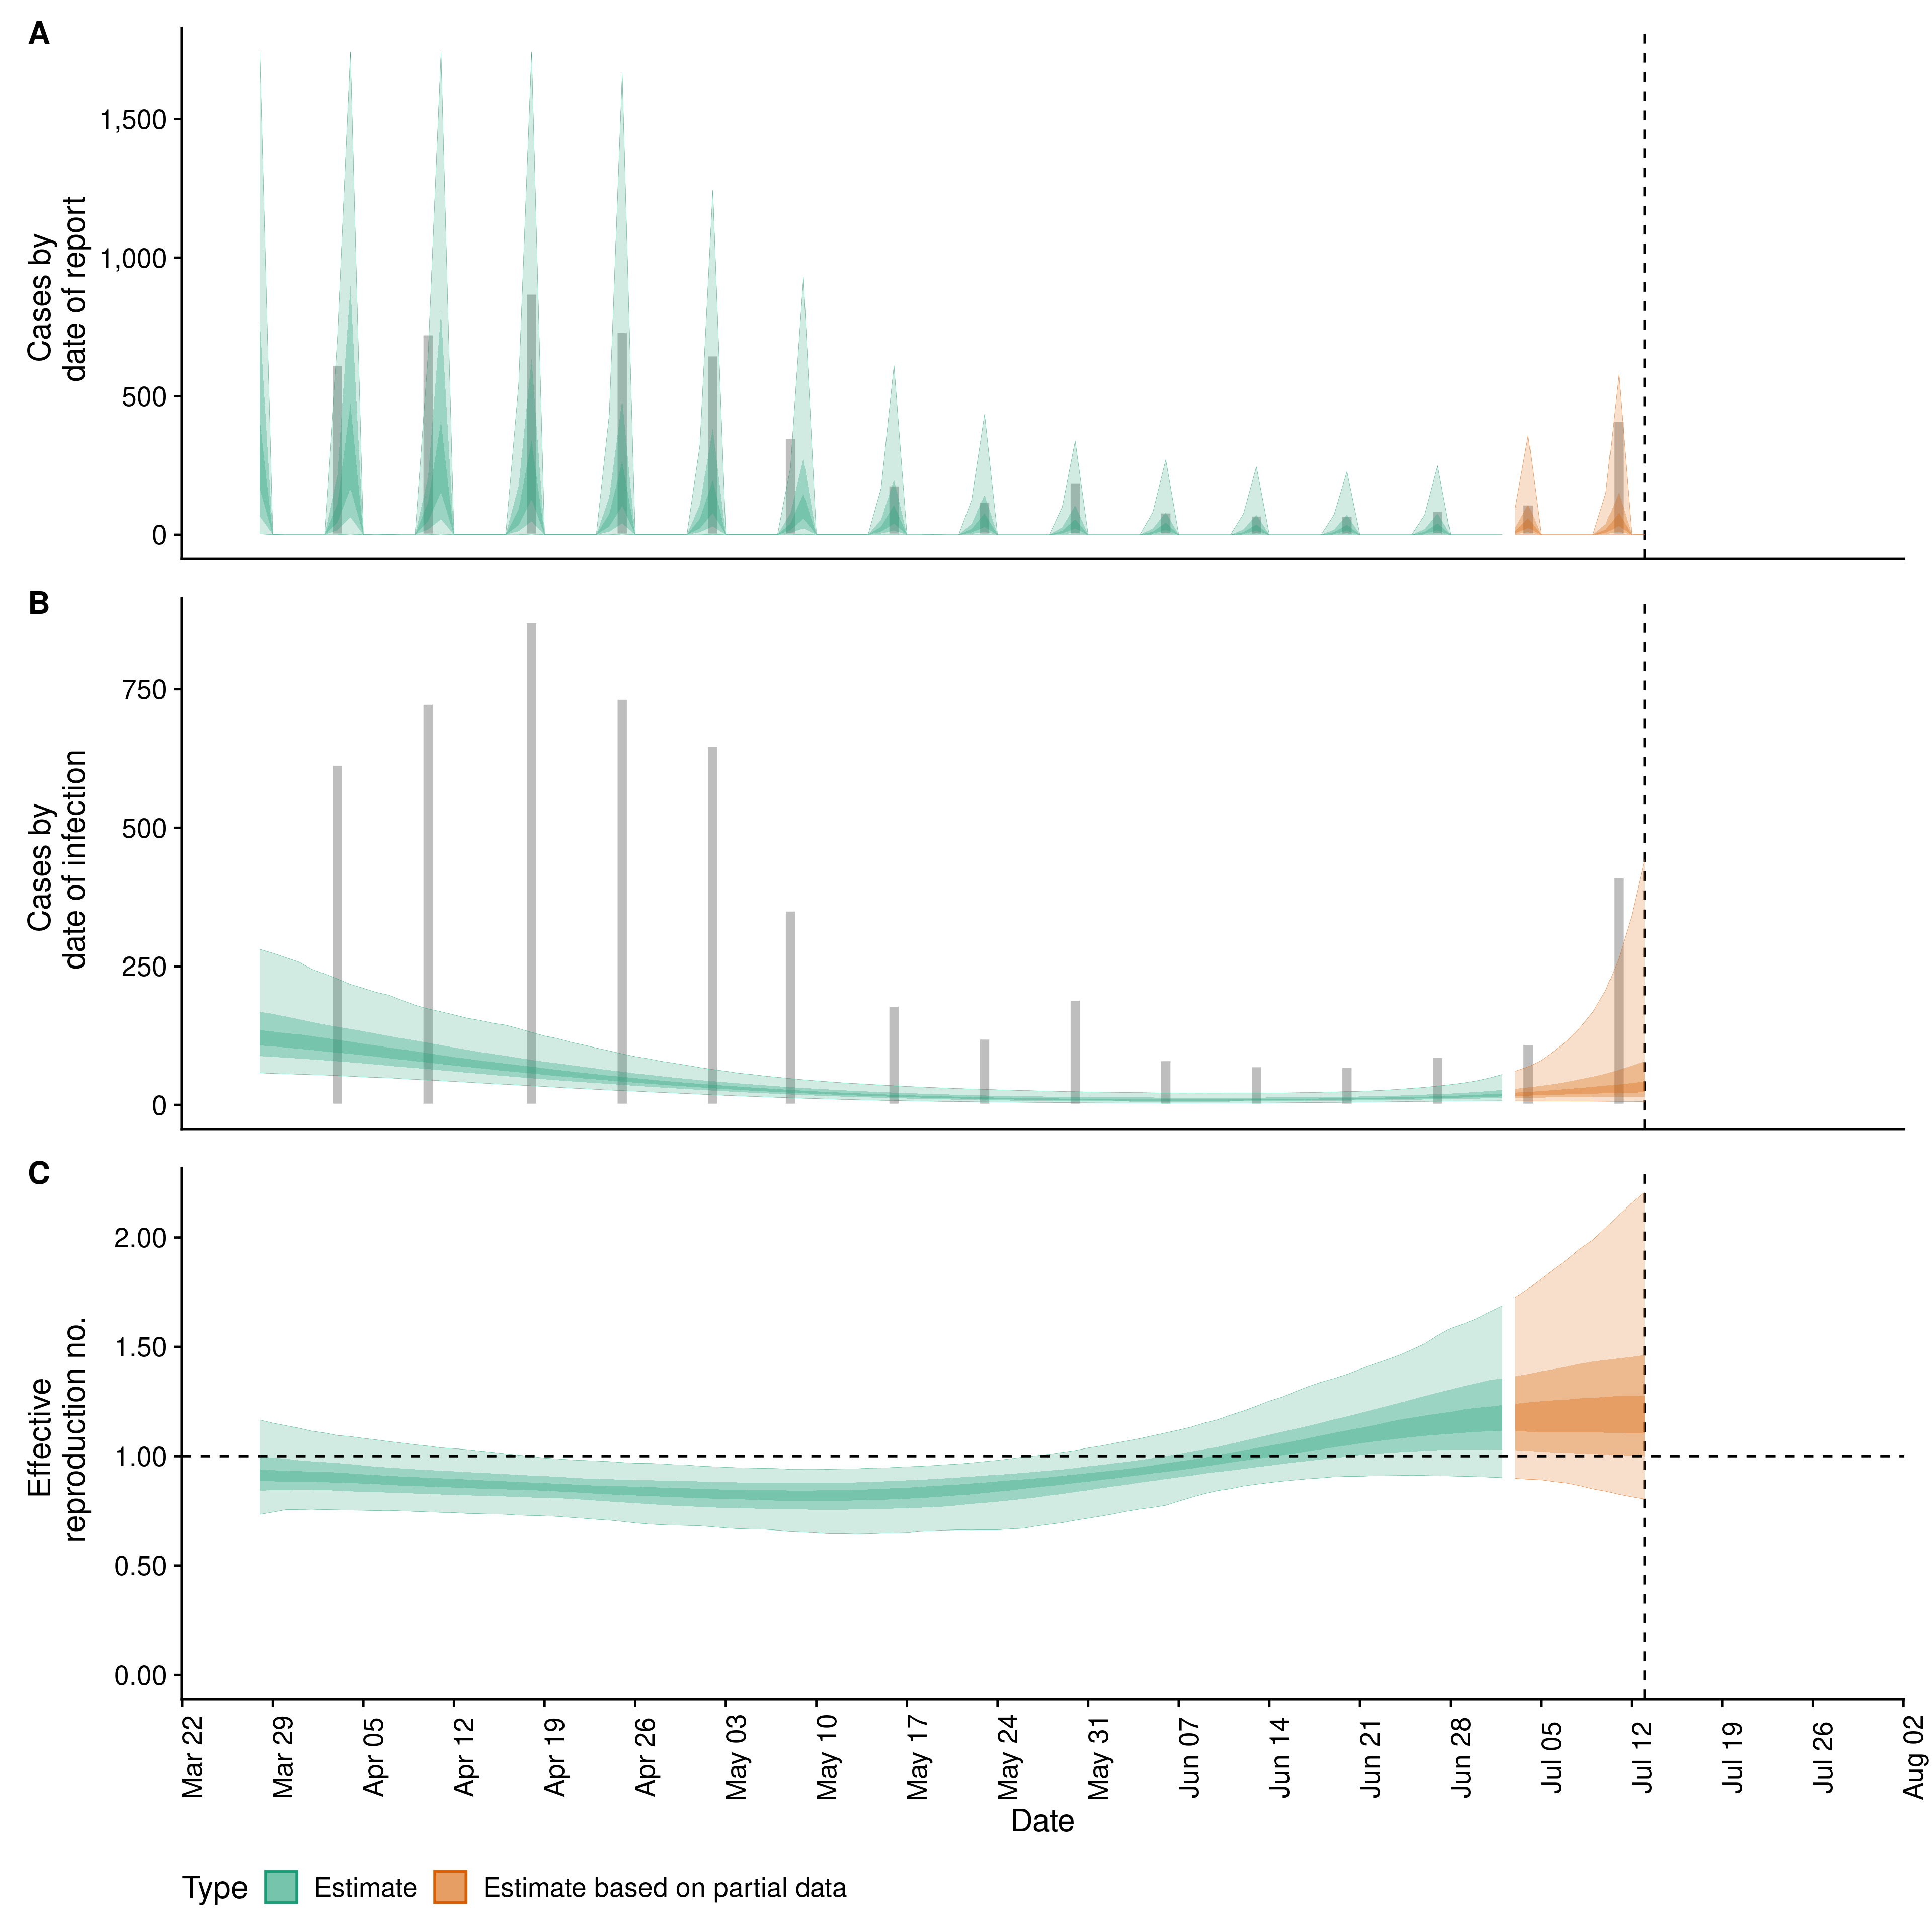 A
Cases by
date of report
1,500
1,000
500
0
B
Cases by
date of infection
750
500
250
0
C
Effective
reproduction no.
2.00
1.50
1.00
0.50
0.00
Mar 22
Mar 29
Apr 05
Apr 12
Apr 19
Apr 26
May 03
May 10
May 17
May 24
May 31
Jun 07
Jun 14
Jun 21
Jun 28
Jul 05
Jul 12
Jul 19
Jul 26
Aug 02
Date
Type Estimate Estimate based on partial data